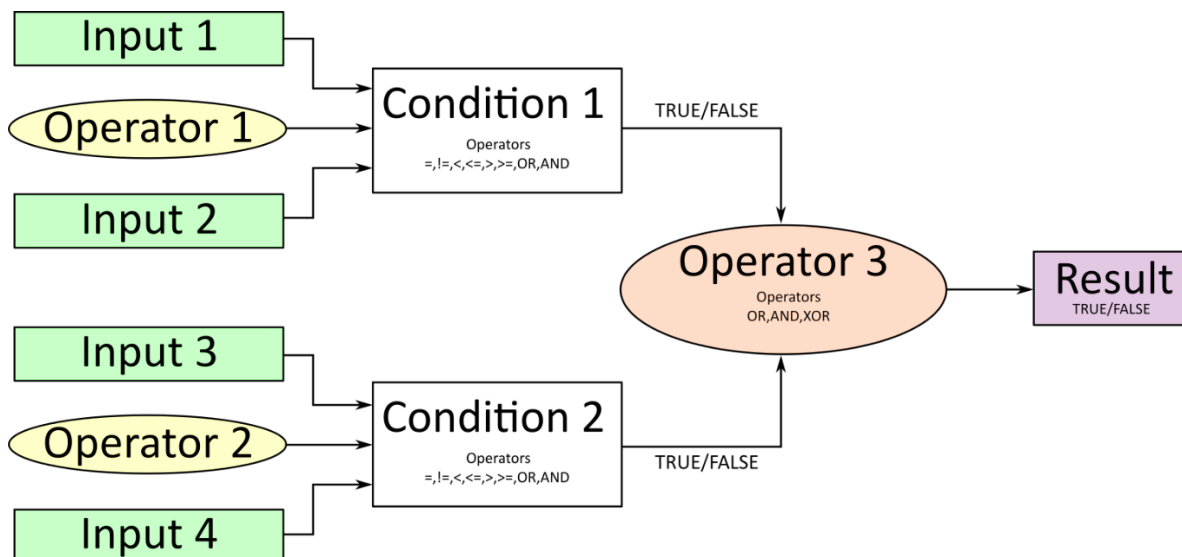 Input 1
Operator 1
Input 2
Condition 1
Operators
=,!=,<,<=,>,>=,OR,AND
TRUE/FALSE
Input 3
Operator 2
Input 4
Condition 2
Operators
=,!=,<,<=,>,>=,OR,AND
TRUE/FALSE
Operator 3
Operators
OR,AND,XOR
Result
TRUE/FALSE